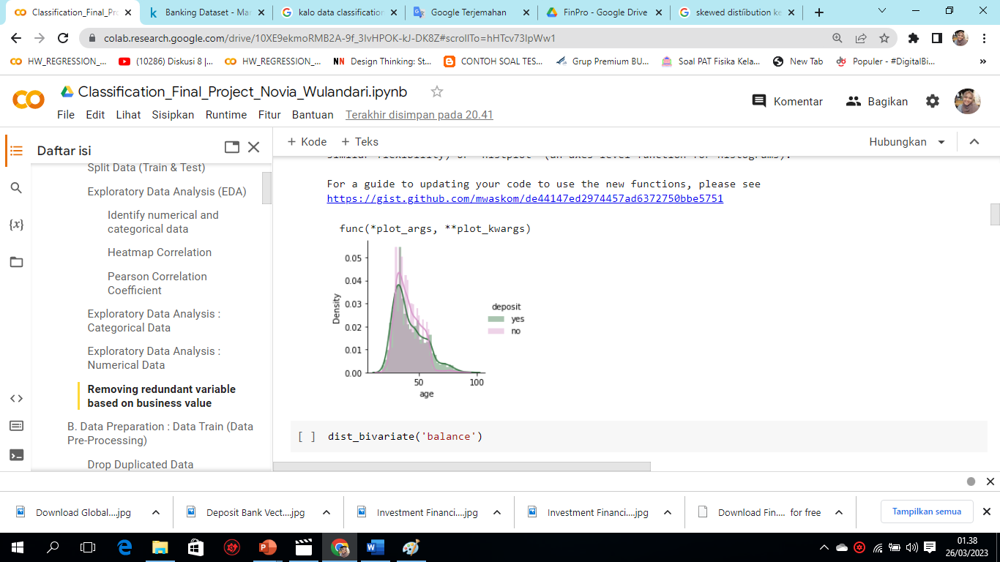 Classification_Final_Pro
Banking Dataset - Mar
kalo data classification
Google Terjemahan
FinPro - Google Drive
skewed distíibution ke
colab.research.google.com/drive/10XE9ekmoRMB2A-9f_3IvHPOK-kJ-DK8Z#scrollTo=hHTcv73IpWw1
HW_REGRESSION_...
(10286) Diskusi 8 |...
HW_REGRESSION_...
NN Design Thinking: St...
CONTOH SOAL TES...
Grup Premium BU...
Soal PAT Fisika Kela...
New Tab
Populer - #DigitalBi...
»
Classification_Final_Project_Novia_Wulandari.ipynb
Komentar
Bagikan
File Edit Lihat Sisipkan Runtime Fitur Bantuan Terakhir disimpan pada 20.41
Daftar isi
+ Kode + Teks
Hubungkan
Split Data (Train & Test)
Exploratory Data Analysis (EDA)
Identify numerical and
categorical data
Heatmap Correlation
Pearson Correlation
Coefficient
Exploratory Data Analysis :
Categorical Data
Exploratory Data Analysis :
Numerical Data
Removing redundant variable
based on business value
B. Data Preparation : Data Train (Data
Pre-Processing)
Drop Duplicated Data
similar flexibility) or `histplot` (an axes-level function for histograms).
For a guide to updating your code to use the new functions, please see
https://gist.github.com/mwaskom/de44147ed2974457ad6372750bbe5751
func(*plot_args, **plot_kwargs)
Density
0.05
0.04
0.03
0.02
0.01
0.00
50 100
age
deposit
yes
no
[ ] dist_bivariate('balance')
Download Global....jpg
Deposit Bank Vect....jpg
Investment Financi....jpg
Investment Financi....jpg
Download Fin.... for free
Tampilkan semua
01.38
26/03/2023